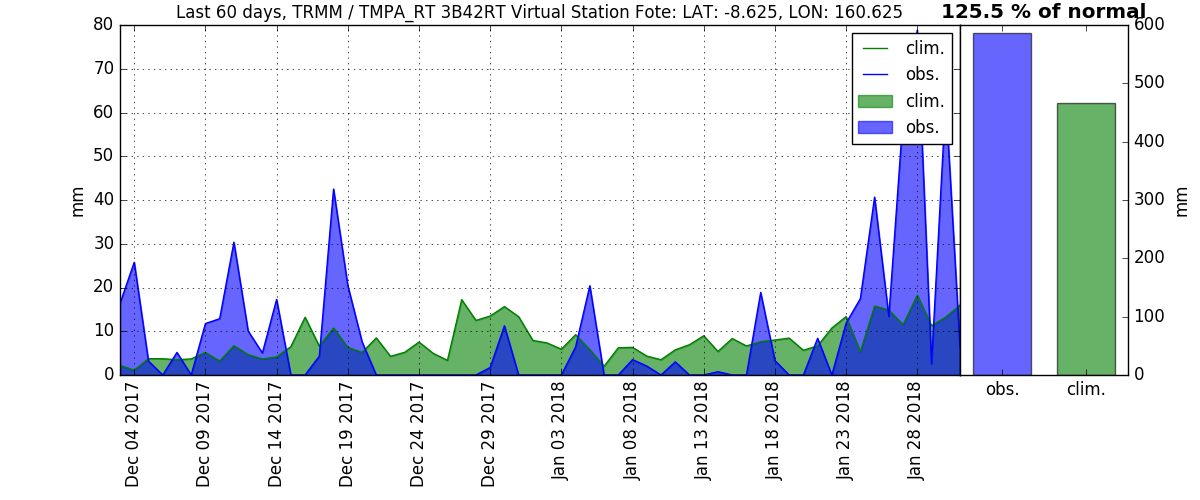 Last 60 days, TRMM / TMPA_RT 3B42RT Virtual Station Fote: LAT: -8.625, LON: 160.625
125.5 % of normal
80
70
60
50
40
30
20
10
0
mm
clim.
obs.
clim.
obs.
600
500
400
300
200
100
0
mm
obs.
clim.
Dec 04 2017
Dec 09 2017
Dec 14 2017
Dec 19 2017
Dec 24 2017
Dec 29 2017
Jan 03 2018
Jan 08 2018
Jan 13 2018
Jan 18 2018
Jan 23 2018
Jan 28 2018